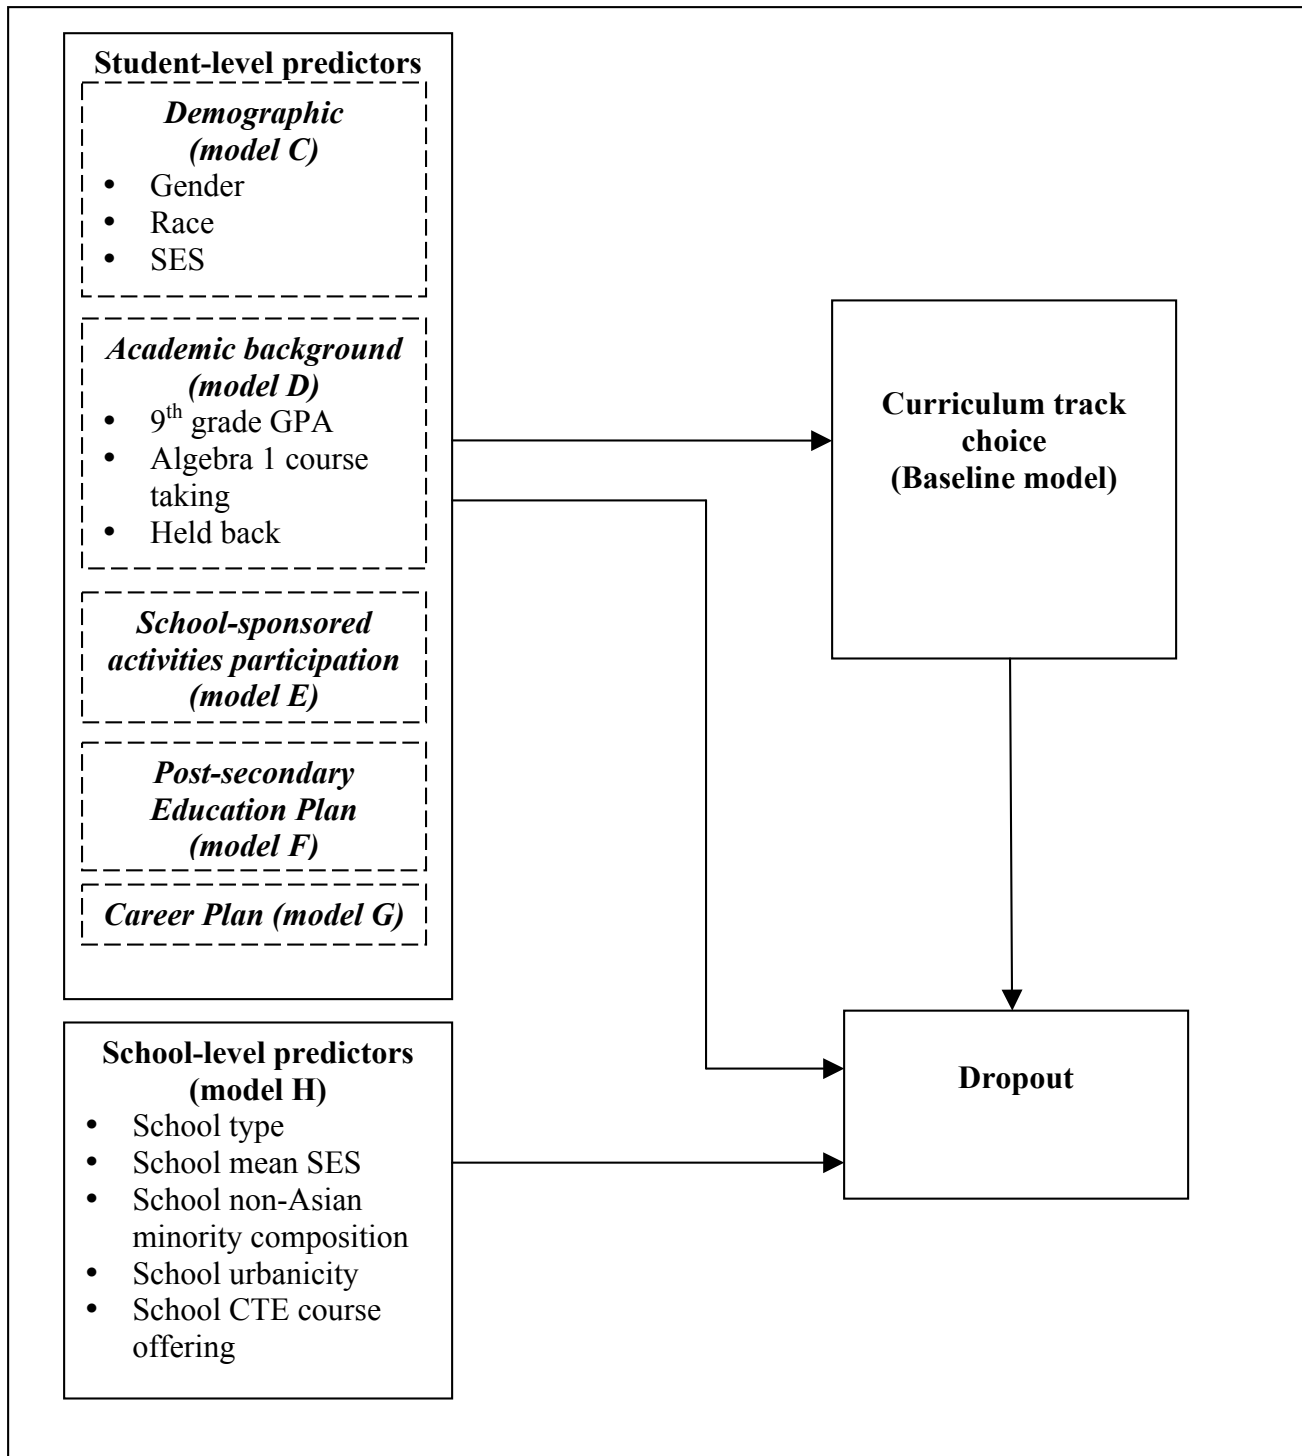 Student-level predictors
Demographic
(model C)
• Gender
• Race
• SES
Academic background
(model D)
• 9th grade GPA
• Algebra 1 course
taking
• Held back
School-sponsored
activities participation
(model E)
Post-secondary
Education Plan
(model F)
Career Plan (model G)
School-level predictors
(model H)
• School type
• School mean SES
• School non-Asian
minority composition
• School urbanicity
• School CTE course
offering
Curriculum track
choice
(Baseline model)
Dropout